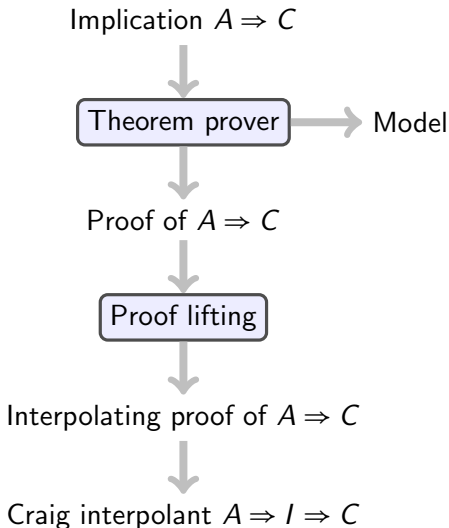 Implication A ⇒ C
Theorem prover
Model
Proof of A ⇒ C
Proof lifting
Interpolating proof of A ⇒ C
Craig interpolant A ⇒ I ⇒ C